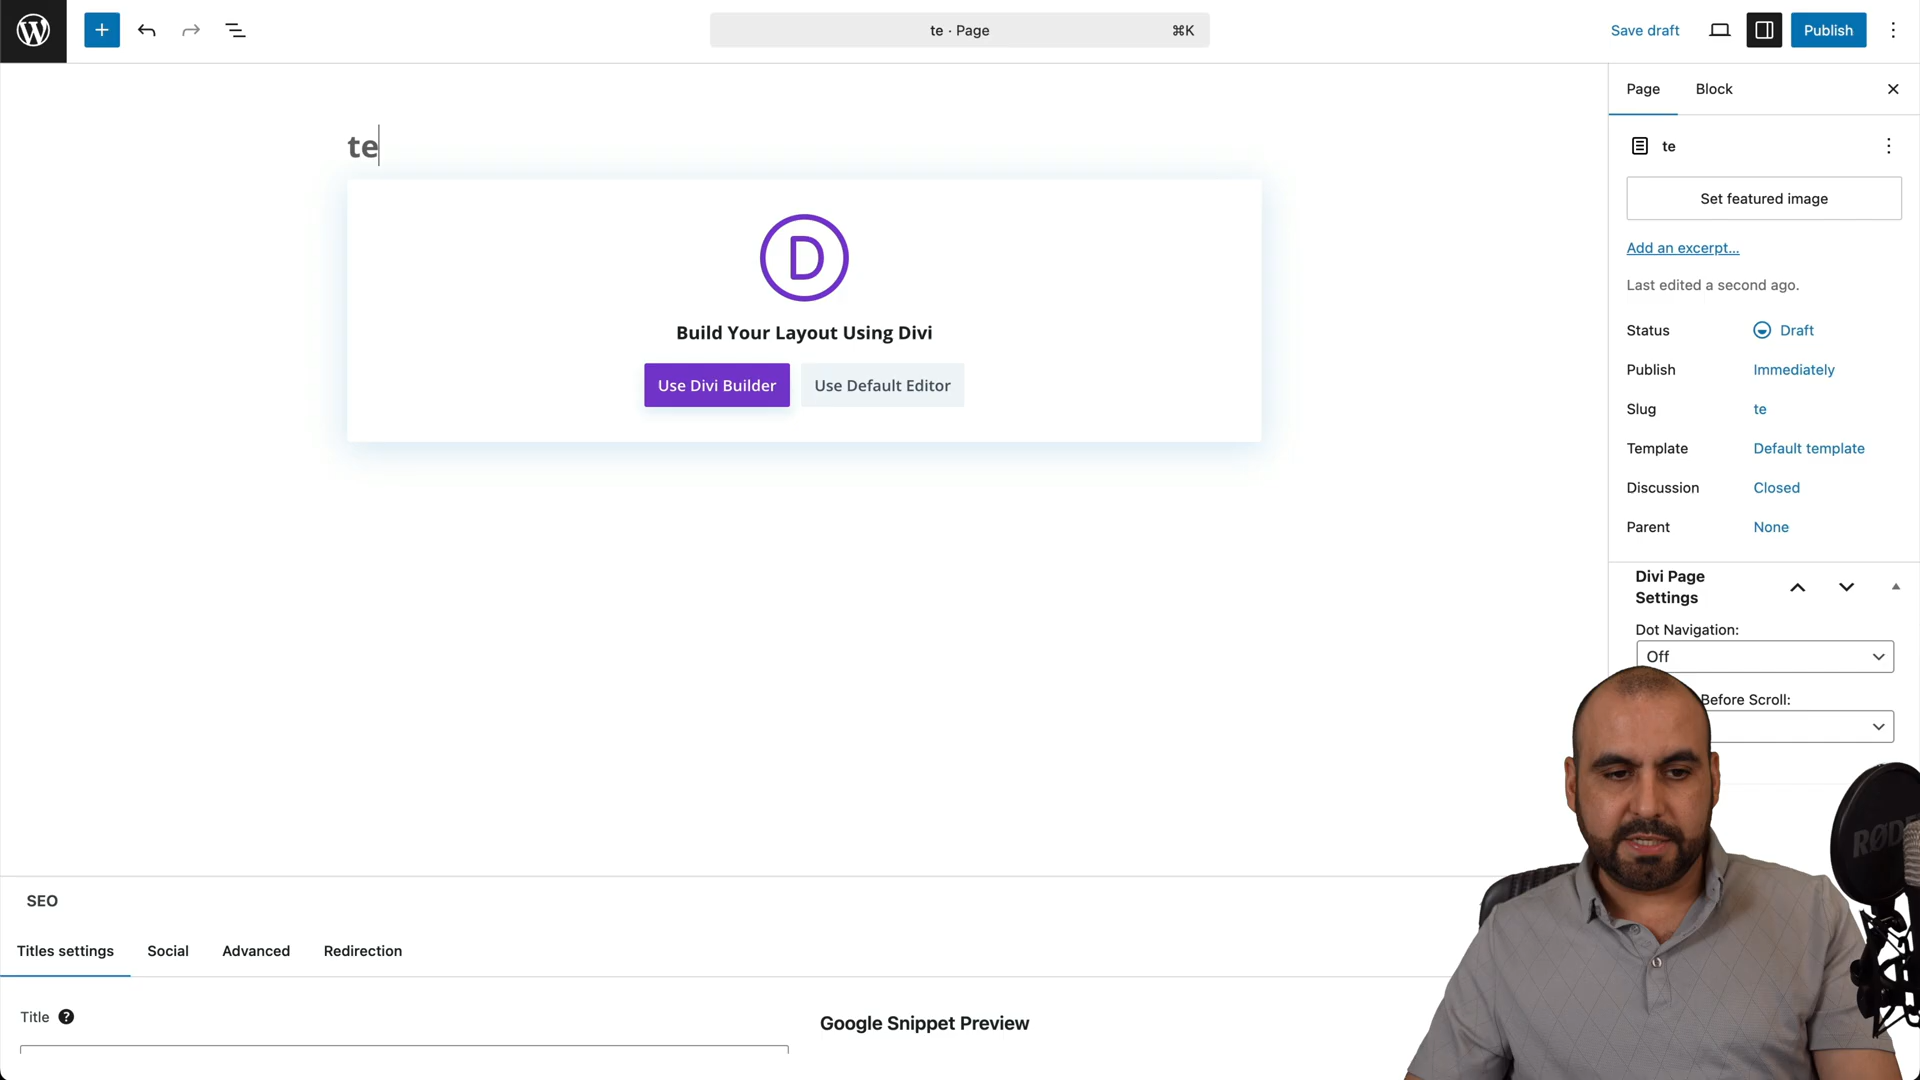 te · Page
⌘K
Save draft
Publish
te
D
Build Your Layout Using Divi
Use Divi Builder
Use Default Editor
Page
Block
te
Set featured image
Add an excerpt...
Last edited a second ago.
Status
Draft
Publish
Immediately
Slug
te
Template
Default template
Discussion
Closed
Parent
None
Divi Page
Settings
Dot Navigation:
Off
Before Scroll:
SEO
Titles settings
Social
Advanced
Redirection
Title
Google Snippet Preview
RØDE